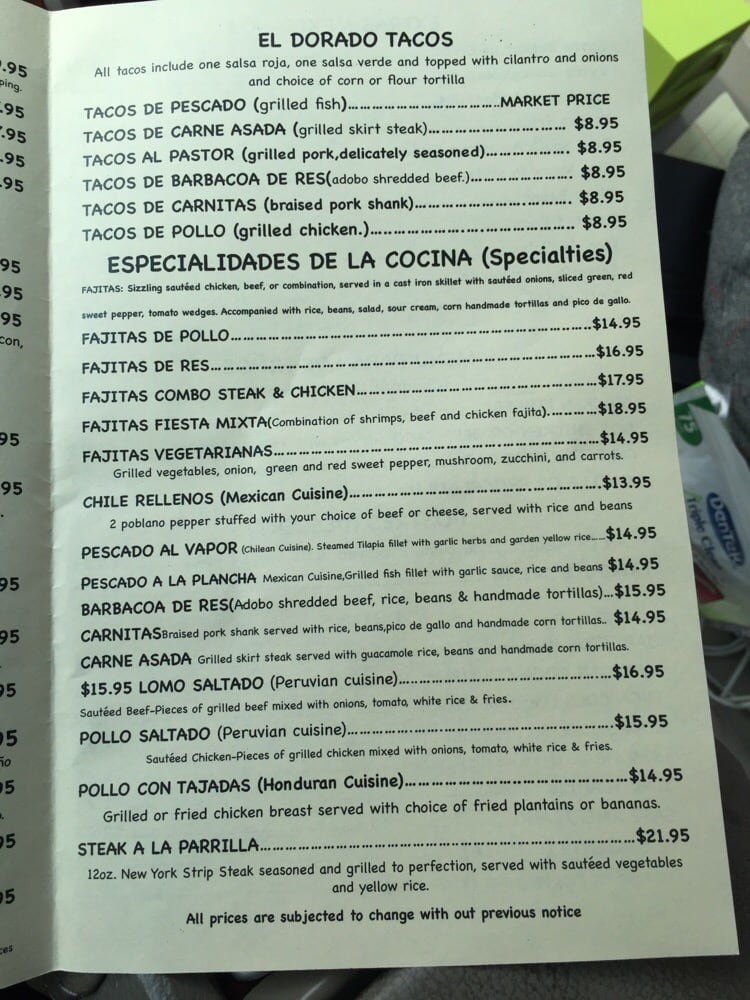 EL DORADO TACOS
All tacos include one salsa roja, one salsa verde and topped with cilantro and onions
and choice of corn or flour tortilla
TACOS DE PESCADO (grilled fish)..............................MARKET PRICE
TACOS DE CARNE ASADA (grilled skirt steak)............................ $8.95
TACOS AL PASTOR (grilled pork,delicately seasoned)................. $8.95
TACOS DE BARBACOA DE RES(adobo shredded beef.).................... $8.95
TACOS DE CARNITAS (braised pork shank)............................... $8.95
TACOS DE POLLO (grilled chicken.)........................................ $8.95
ESPECIALIDADES DE LA COCINA (Specialties)
FAJITAS: Sizzling sautéed chicken, beef, or combination, served in a cast iron skillet with sautéed onions, sliced green, red
sweet pepper, tomato wedges. Accompanied with rice, beans, salad, sour cream, corn handmade tortillas and pico de gallo.
FAJITAS DE POLLO......................................................................$14.95
FAJITAS DE RES..........................................................................$16.95
FAJITAS COMBO STEAK & CHICKEN...............................................$17.95
FAJITAS FIESTA MIXTA(Combination of shrimps, beef and chicken fajita)..........$18.95
FAJITAS VEGETARIANAS...............................................................$14.95
Grilled vegetables, onion, green and red sweet pepper, mushroom, zucchini, and carrots.
CHILE RELLENOS (Mexican Cuisine)..................................................$13.95
2 poblano pepper stuffed with your choice of beef or cheese, served with rice and beans
PESCADO AL VAPOR (Chilean Cuisine). Steamed Tilapia fillet with garlic herbs and garden yellow rice......$14.95
PESCADO A LA PLANCHA Mexican Cuisine,Grilled fish fillet with garlic sauce, rice and beans $14.95
BARBACOA DE RES(Adobo shredded beef, rice, beans & handmade tortillas)...$15.95
CARNITASBraised pork shank served with rice, beans,pico de gallo and handmade corn tortillas.. $14.95
CARNE ASADA Grilled skirt steak served with guacamole rice, beans and handmade corn tortillas.
$15.95 LOMO SALTADO (Peruvian cuisine)..........................................$16.95
Sautéed Beef-Pieces of grilled beef mixed with onions, tomato, white rice & fries.
POLLO SALTADO (Peruvian cuisine)....................................................$15.95
Sautéed Chicken-Pieces of grilled chicken mixed with onions, tomato, white rice & fries.
POLLO CON TAJADAS (Honduran Cuisine)...........................................$14.95
Grilled or fried chicken breast served with choice of fried plantains or bananas.
STEAK A LA PARRILLA......................................................................$21.95
12oz. New York Strip Steak seasoned and grilled to perfection, served with sautéed vegetables
and yellow rice.
All prices are subjected to change with out previous notice
DenTek
Triple Clean